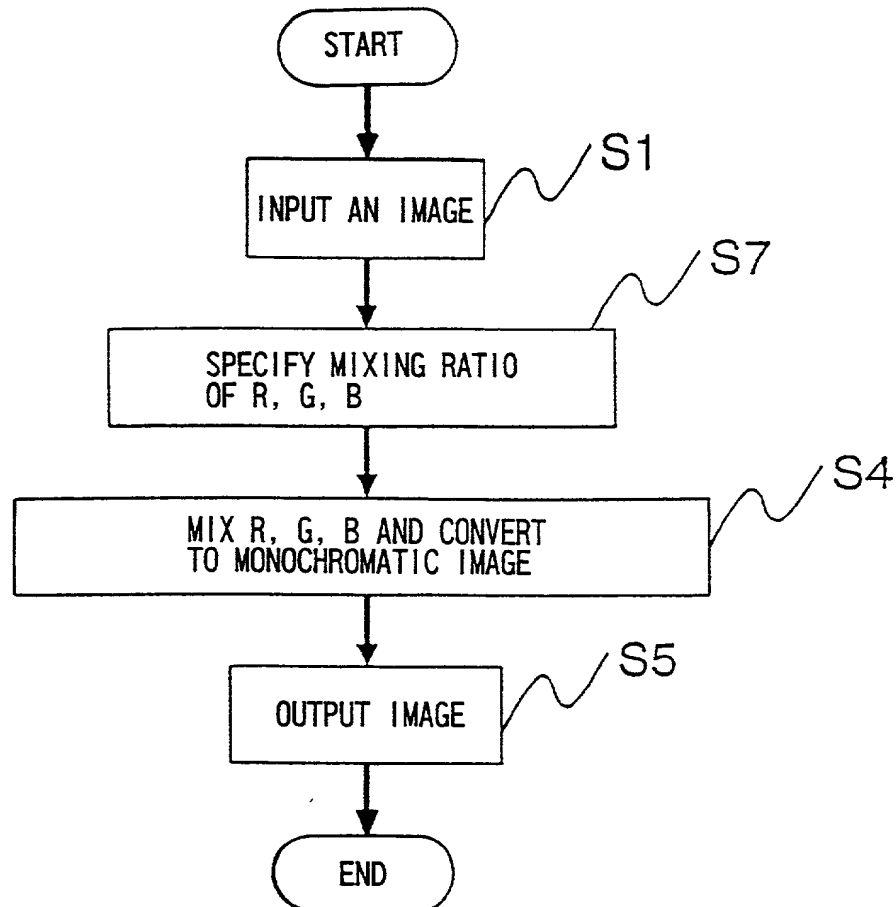 START
S1
INPUT AN IMAGE
S7
SPECIFY MIXING RATIO
OF R, G, B
S4
MIX R, G, B AND CONVERT
TO MONOCHROMATIC IMAGE
S5
OUTPUT IMAGE
END